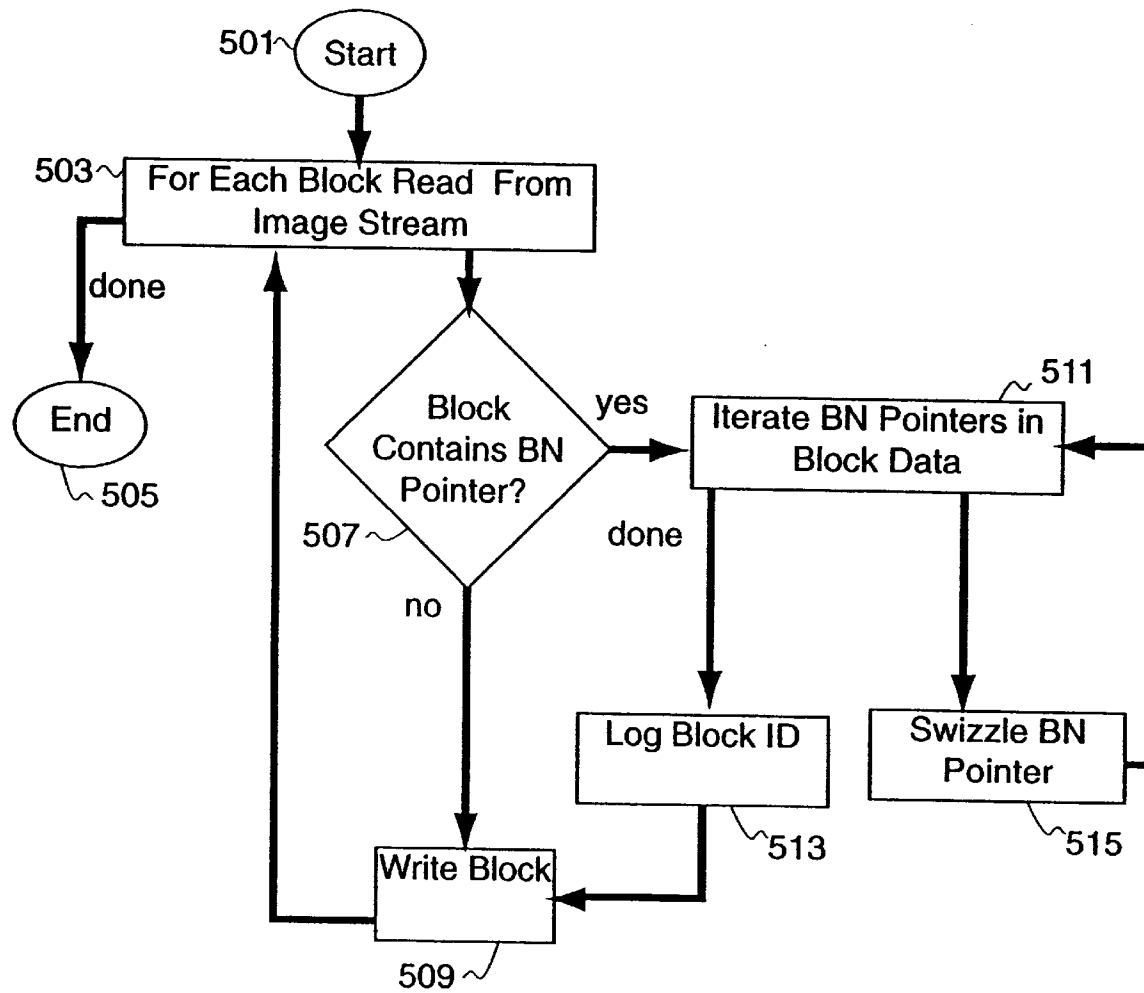 501
Start
503
For Each Block Read From
Image Stream
done
End
505
Block
Contains BN
Pointer?
507
yes
no
511
Iterate BN Pointers in
Block Data
done
Log Block ID
513
Swizzle BN
Pointer
515
Write Block
509